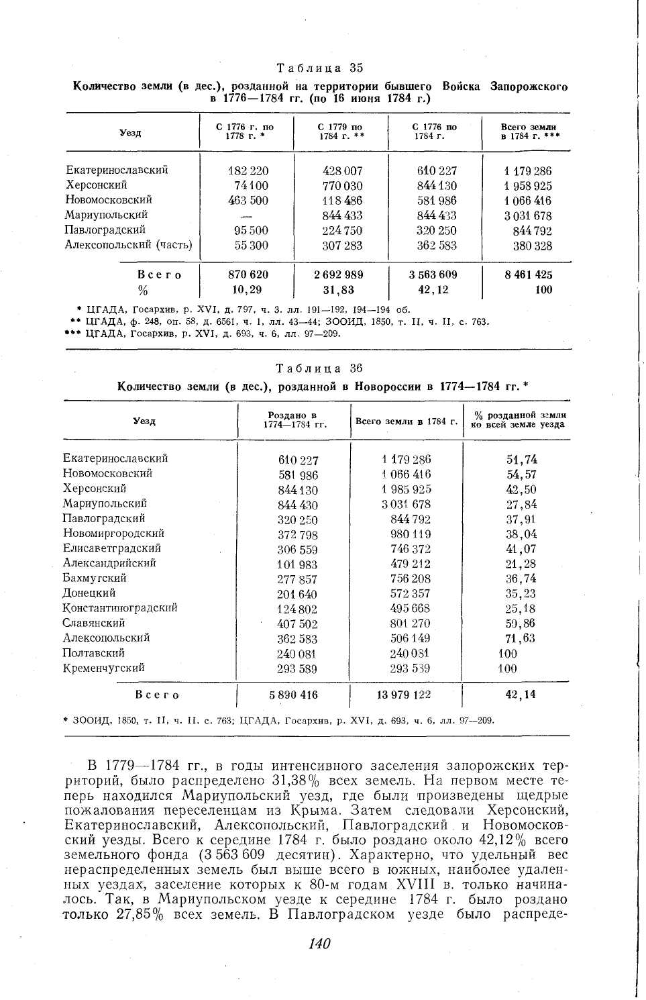 Таблица 35
Количество земли (в дес.), розданной на территории бывшего Войска Запорожского
в 1776—1784 гг. (по 16 июня 1784 г.)
Уезд | С 1776 г. по 1778 г. * | С 1779 по 1784 г. ** | С 1776 по 1784 г. | Всего земли в 1784 г. ***
Екатеринославский 182 220 428 007 610 227 1 179 286
Херсонский 74 100 770 030 844 130 1 958 925
Новомосковский 463 500 118 486 581 986 1 066 416
Мариупольский — 844 433 844 433 3 031 678
Павлоградский 95 500 224 750 320 250 844 792
Алексопольский (часть) 55 300 307 283 362 583 380 328
Всего 870 620 2 692 989 3 563 609 8 461 425
% 10,29 31,83 42,12 100
* ЦГАДА, Госархив, р. XVI, д. 797, ч. 3. лл. 191—192, 194—194 об.
** ЦГАДА, ф. 248, оп. 58, д. 6561, ч. 1, лл. 43—44; ЗООИД, 1850, т. II, ч. II, с. 763.
*** ЦГАДА, Госархив, р. XVI, д. 693, ч. 6, лл. 97—209.
Таблица 36
Количество земли (в дес.), розданной в Новороссии в 1774—1784 гг. *
Уезд | Роздано в 1774—1784 гг. | Всего земли в 1784 г. | % розданной земли ко всей земле уезда
Екатеринославский 610 227 1 179 286 51,74
Новомосковский 581 986 1 066 416 54,57
Херсонский 844 130 1 985 925 42,50
Мариупольский 844 430 3 031 678 27,84
Павлоградский 320 250 844 792 37,91
Новомиргородский 372 798 980 119 38,04
Елисаветградский 306 559 746 372 41,07
Александрийский 101 983 479 212 21,28
Бахмутский 277 857 756 208 36,74
Донецкий 201 640 572 357 35,23
Константиноградский 124 802 495 668 25,18
Славянский 407 502 801 270 50,86
Алексопольский 362 583 506 149 71,63
Полтавский 240 081 240 081 100
Кременчугский 293 589 293 589 100
Всего 5 890 416 13 979 122 42,14
* ЗООИД, 1850, т. II, ч. II, с. 763; ЦГАДА, Госархив, р. XVI, д. 693, ч. 6, лл. 97—209.
В 1779—1784 гг., в годы интенсивного заселения запорожских тер-
риторий, было распределено 31,38% всех земель. На первом месте те-
перь находился Мариупольский уезд, где были произведены щедрые
пожалования переселенцам из Крыма. Затем следовали Херсонский,
Екатеринославский, Алексопольский, Павлоградский и Новомосков-
ский уезды. Всего к середине 1784 г. было роздано около 42,12% всего
земельного фонда (3 563 609 десятин). Характерно, что удельный вес
нераспределенных земель был выше всего в южных, наиболее удален-
ных уездах, заселение которых к 80-м годам XVIII в. только начина-
лось. Так, в Мариупольском уезде к середине 1784 г. было роздано
только 27,85% всех земель. В Павлоградском уезде было распреде-
140